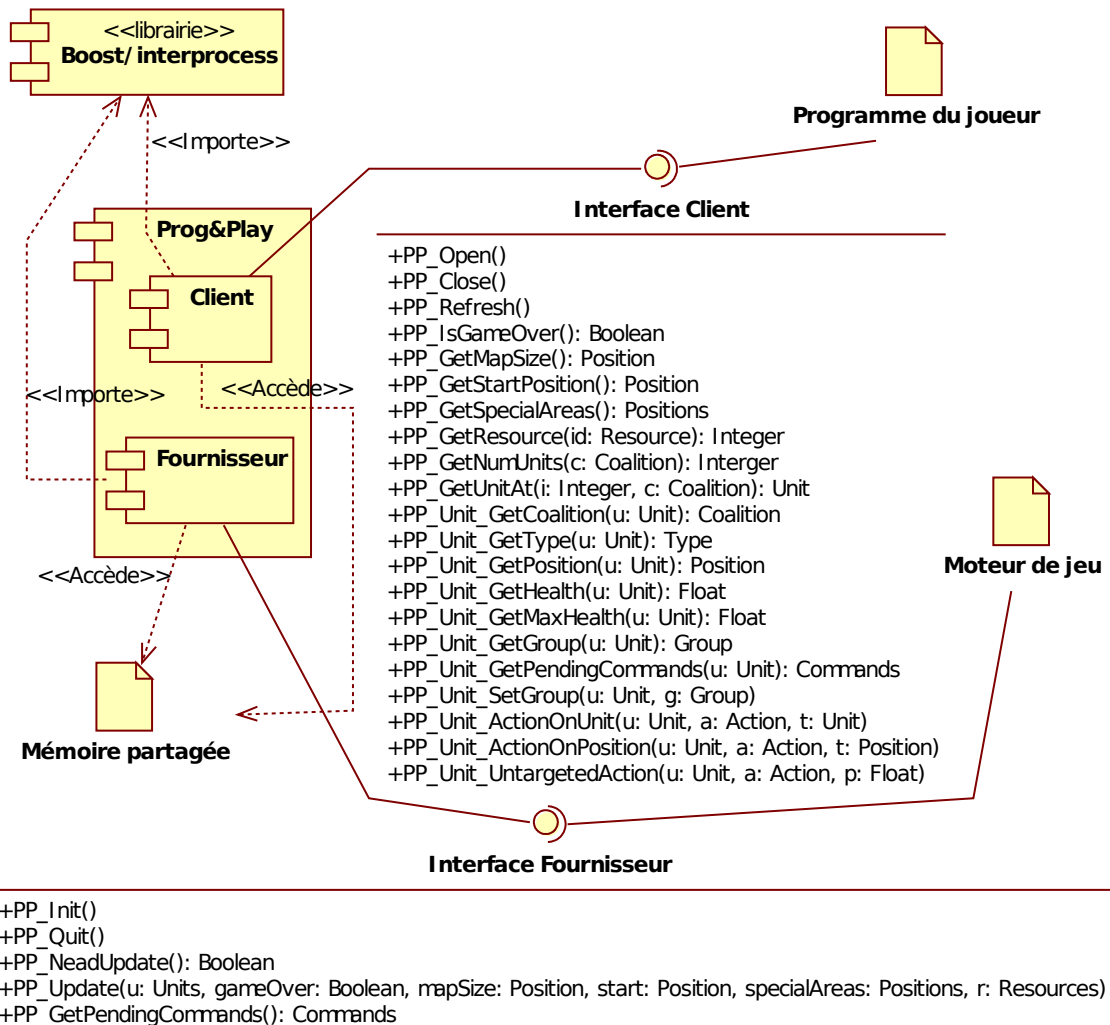 <<librairie>>
Boost/interprocess
<<Importe>>
Programme du joueur
Interface Client
Prog&Play
Client
<<Importe>>
<<Accède>>
Fournisseur
<<Accède>>
Mémoire partagée
+PP_Open()
+PP_Close()
+PP_Refresh()
+PP_IsGameOver(): Boolean
+PP_GetMapSize(): Position
+PP_GetStartPosition(): Position
+PP_GetSpecialAreas(): Positions
+PP_GetResource(id: Resource): Integer
+PP_GetNumUnits(c: Coalition): Interger
+PP_GetUnitAt(i: Integer, c: Coalition): Unit
+PP_Unit_GetCoalition(u: Unit): Coalition
+PP_Unit_GetType(u: Unit): Type
+PP_Unit_GetPosition(u: Unit): Position
+PP_Unit_GetHealth(u: Unit): Float
+PP_Unit_GetMaxHealth(u: Unit): Float
+PP_Unit_GetGroup(u: Unit): Group
+PP_Unit_GetPendingCommands(u: Unit): Commands
+PP_Unit_SetGroup(u: Unit, g: Group)
+PP_Unit_ActionOnUnit(u: Unit, a: Action, t: Unit)
+PP_Unit_ActionOnPosition(u: Unit, a: Action, t: Position)
+PP_Unit_UntargetedAction(u: Unit, a: Action, p: Float)
Moteur de jeu
Interface Fournisseur
+PP_Init()
+PP_Quit()
+PP_NeadUpdate(): Boolean
+PP_Update(u: Units, gameOver: Boolean, mapSize: Position, start: Position, specialAreas: Positions, r: Resources)
+PP_GetPendingCommands(): Commands